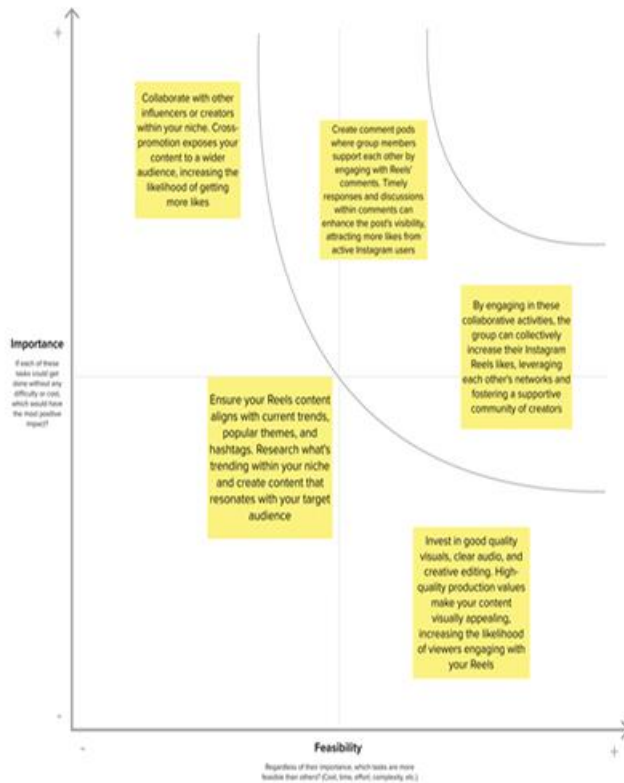 +
Collaborate with other
influencers or creators
within your niche. Cross-
promotion exposes your
content to a wider
audience, increasing the
likelihood of getting
more likes
Create comment pods
where group members
support each other by
engaging with Reels'
comments. Timely
responses and discussions
within comments can
enhance the post's visibility,
attracting more likes from
active Instagram users
By engaging in these
collaborative activities, the
group can collectively
increase their Instagram
Reels likes, leveraging
each other's networks and
fostering a supportive
community of creators
Importance
If each of these
tasks could get
done without any
difficulty or cost,
which would have
the most positive
impact?
Ensure your Reels content
aligns with current trends,
popular themes, and
hashtags. Research what's
trending within your niche
and create content that
resonates with your target
audience
Invest in good quality
visuals, clear audio, and
creative editing. High-
quality production values
make your content
visually appealing,
increasing the likelihood
of viewers engaging with
your Reels
-
-
Feasibility
+
Regardless of their importance, which tasks are more
feasible than others? (Cost, time, effort, complexity, etc.)